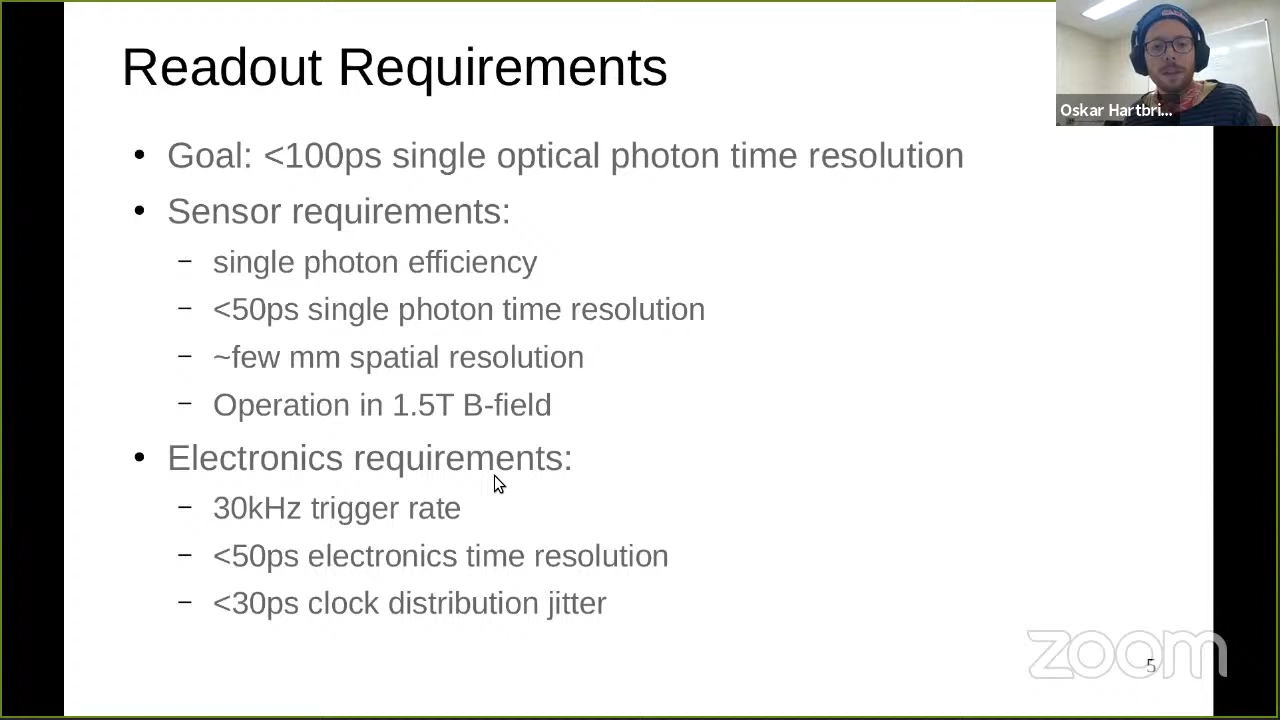 Readout Requirements
Oskar Hartbri...
• Goal: <100ps single optical photon time resolution
• Sensor requirements:
– single photon efficiency
– <50ps single photon time resolution
– ~few mm spatial resolution
– Operation in 1.5T B-field
• Electronics requirements:
– 30kHz trigger rate
– <50ps electronics time resolution
– <30ps clock distribution jitter
zoom
5